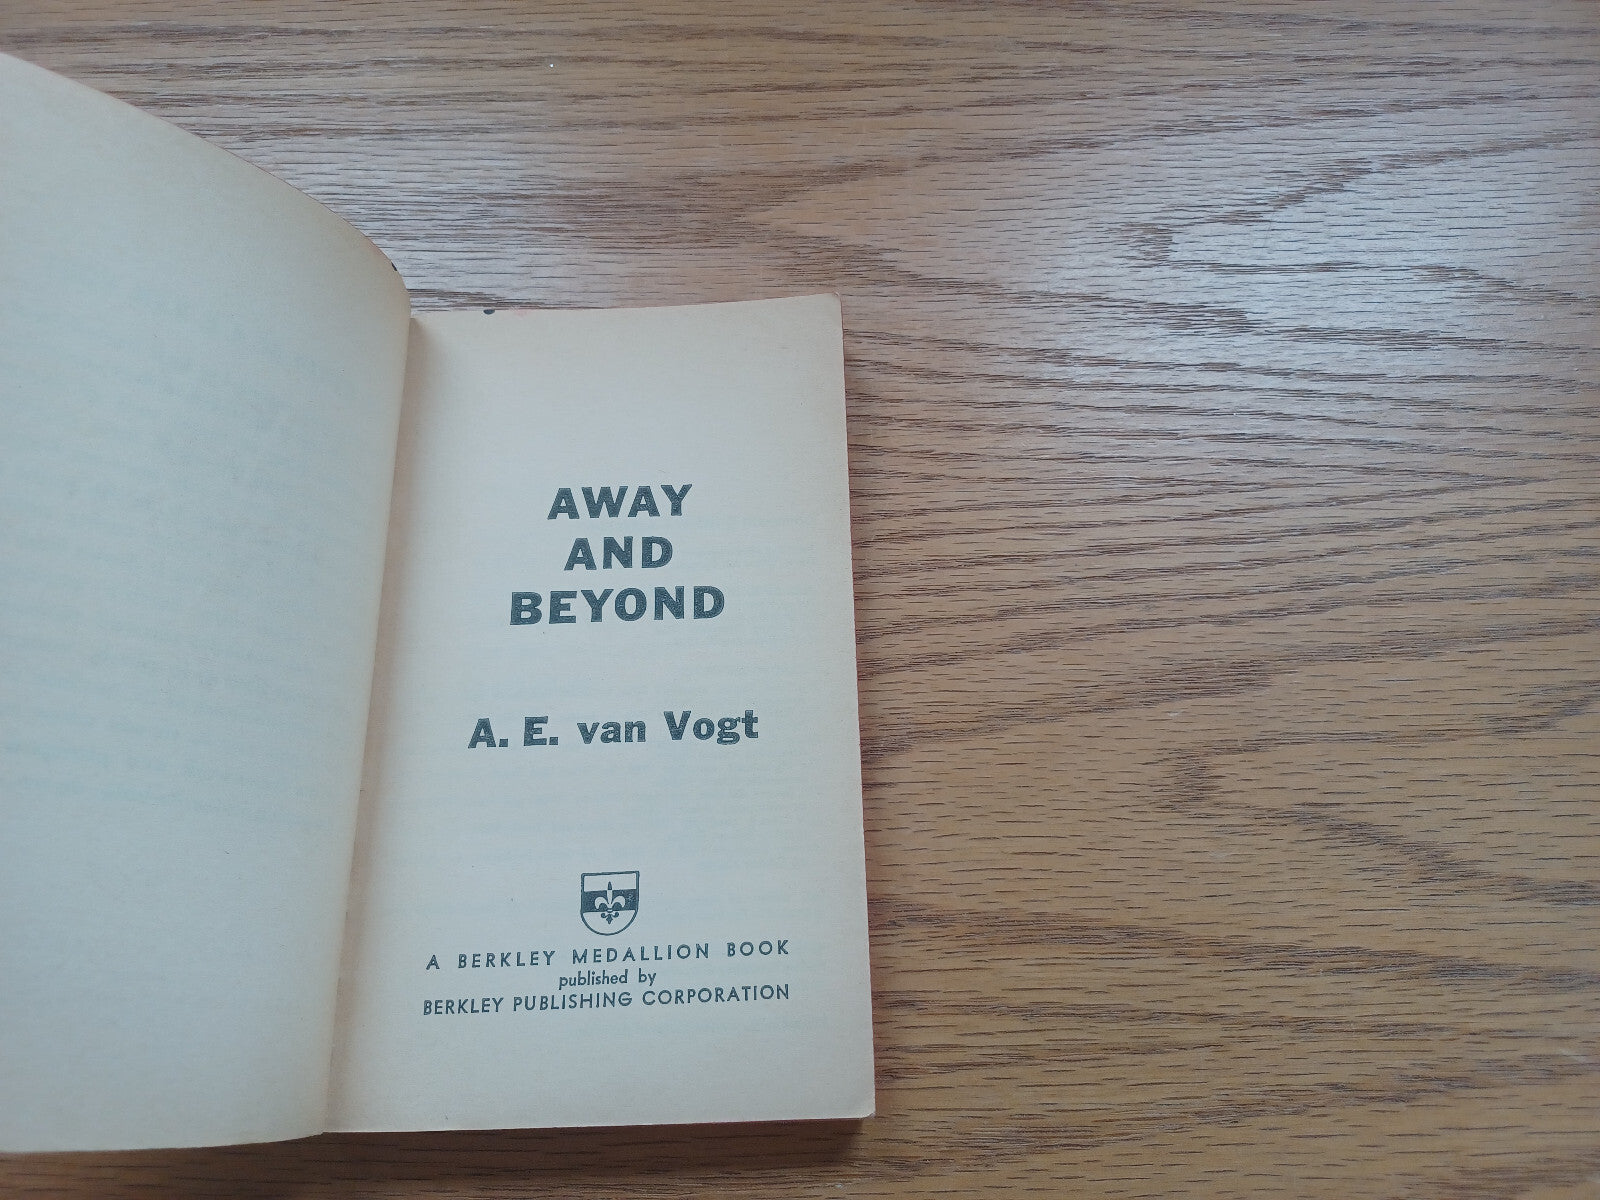 AWAY
AND
BEYOND
A. E. van Vogt
A BERKLEY MEDALLION BOOK
published by
BERKLEY PUBLISHING CORPORATION